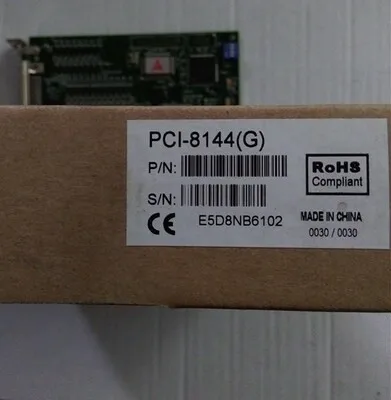 PCI-8144(G)
P/N:
S/N:
E5D8NB6102
RoHS
Compliant
CE
MADE IN CHINA
0030 / 0030